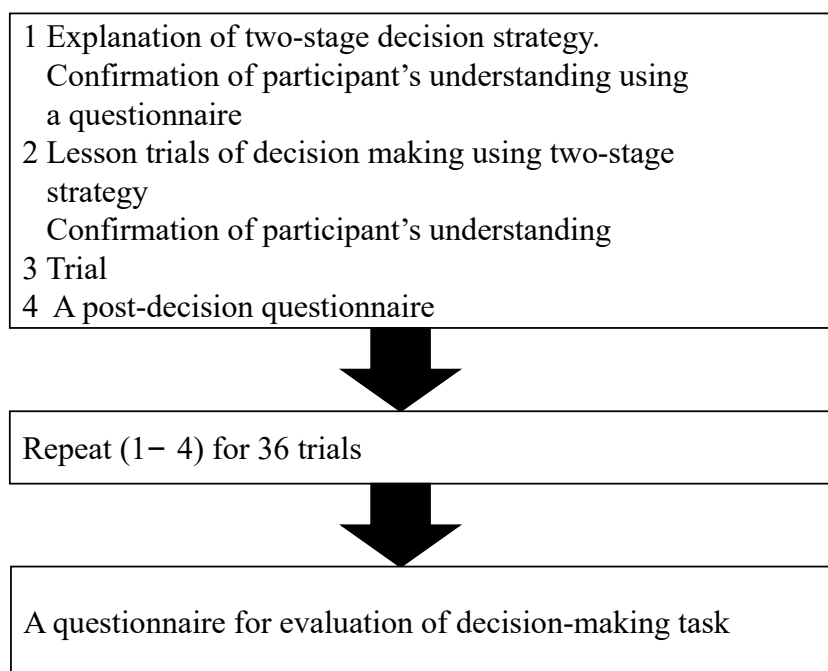 1 Explanation of two-stage decision strategy.
Confirmation of participant’s understanding using
a questionnaire
2 Lesson trials of decision making using two-stage
strategy
Confirmation of participant’s understanding
3 Trial
4 A post-decision questionnaire
Repeat (1− 4) for 36 trials
A questionnaire for evaluation of decision-making task